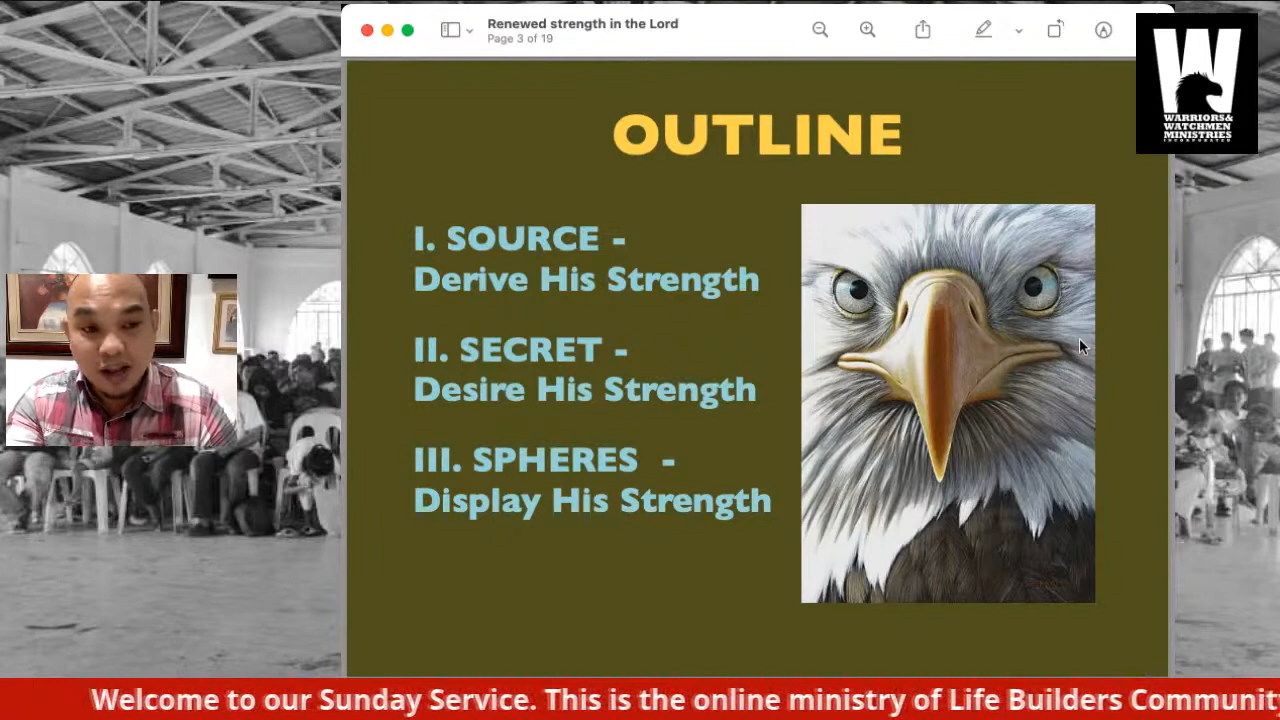 Renewed strength in the Lord
Page 3 of 19
W
WARRIORS&
WATCHMEN
MINISTRIES
INCORPORATED
OUTLINE
I. SOURCE -
Derive His Strength
II. SECRET -
Desire His Strength
III. SPHERES -
Display His Strength
Welcome to our Sunday Service. This is the online ministry of Life Builders Community